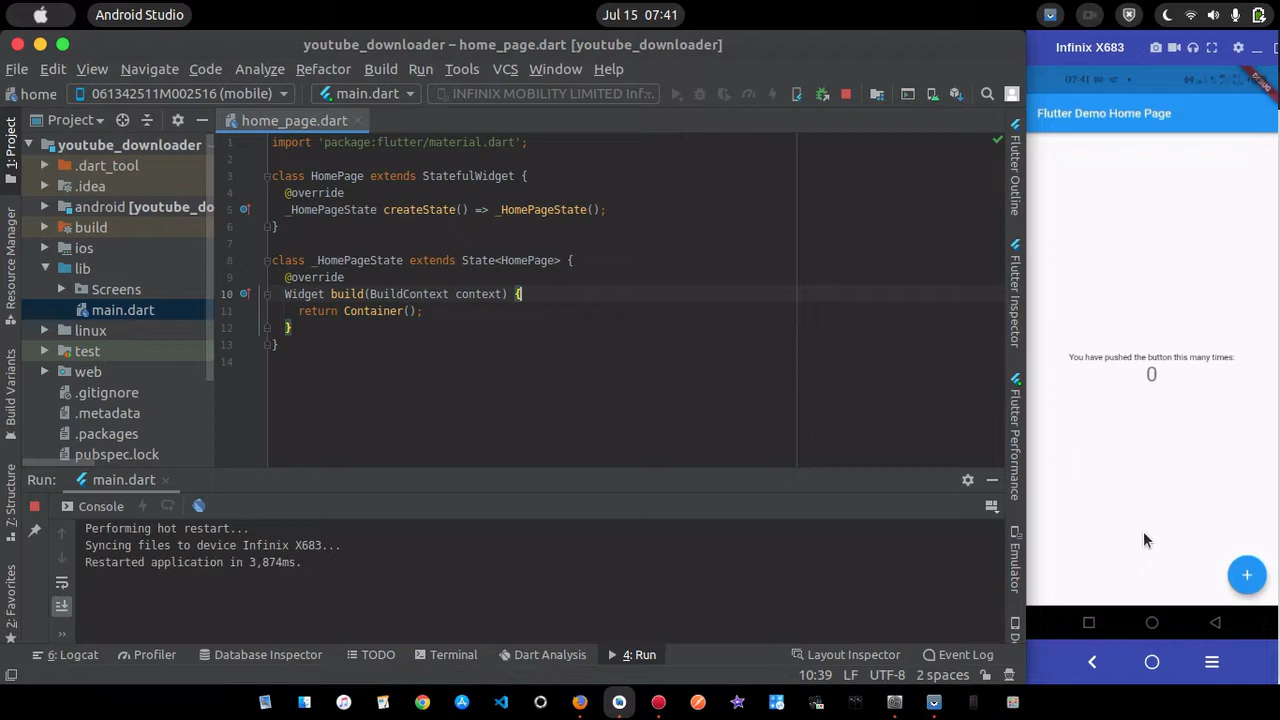 Android Studio
Jul 15 07:41
youtube_downloader – home_page.dart [youtube_downloader]
Infinix X683
File Edit View Navigate Code Analyze Refactor Build Run Tools VCS Window Help
home 061342511M002516 (mobile) main.dart INFINIX MOBILITY LIMITED Inf...
07:41
DEBUG
Flutter Demo Home Page
1: Project
Project
home_page.dart
youtube_downloader
.dart_tool
.idea
android [youtube_do
build
ios
lib
Screens
main.dart
linux
test
web
.gitignore
.metadata
.packages
pubspec.lock
1 import 'package:flutter/material.dart';
2
3 class HomePage extends StatefulWidget {
4 @override
5 _HomePageState createState() => _HomePageState();
6 }
7
8 class _HomePageState extends State<HomePage> {
9 @override
10 Widget build(BuildContext context) {
11 return Container();
12 }
13 }
14
Resource Manager
Build Variants
Z: Structure
2: Favorites
Flutter Outline
Flutter Inspector
Flutter Performance
Emulator
D
You have pushed the button this many times:
0
+
Run: main.dart
Console
Performing hot restart...
Syncing files to device Infinix X683...
Restarted application in 3,874ms.
6: Logcat Profiler Database Inspector TODO Terminal Dart Analysis 4: Run Layout Inspector Event Log
10:39 LF UTF-8 2 spaces